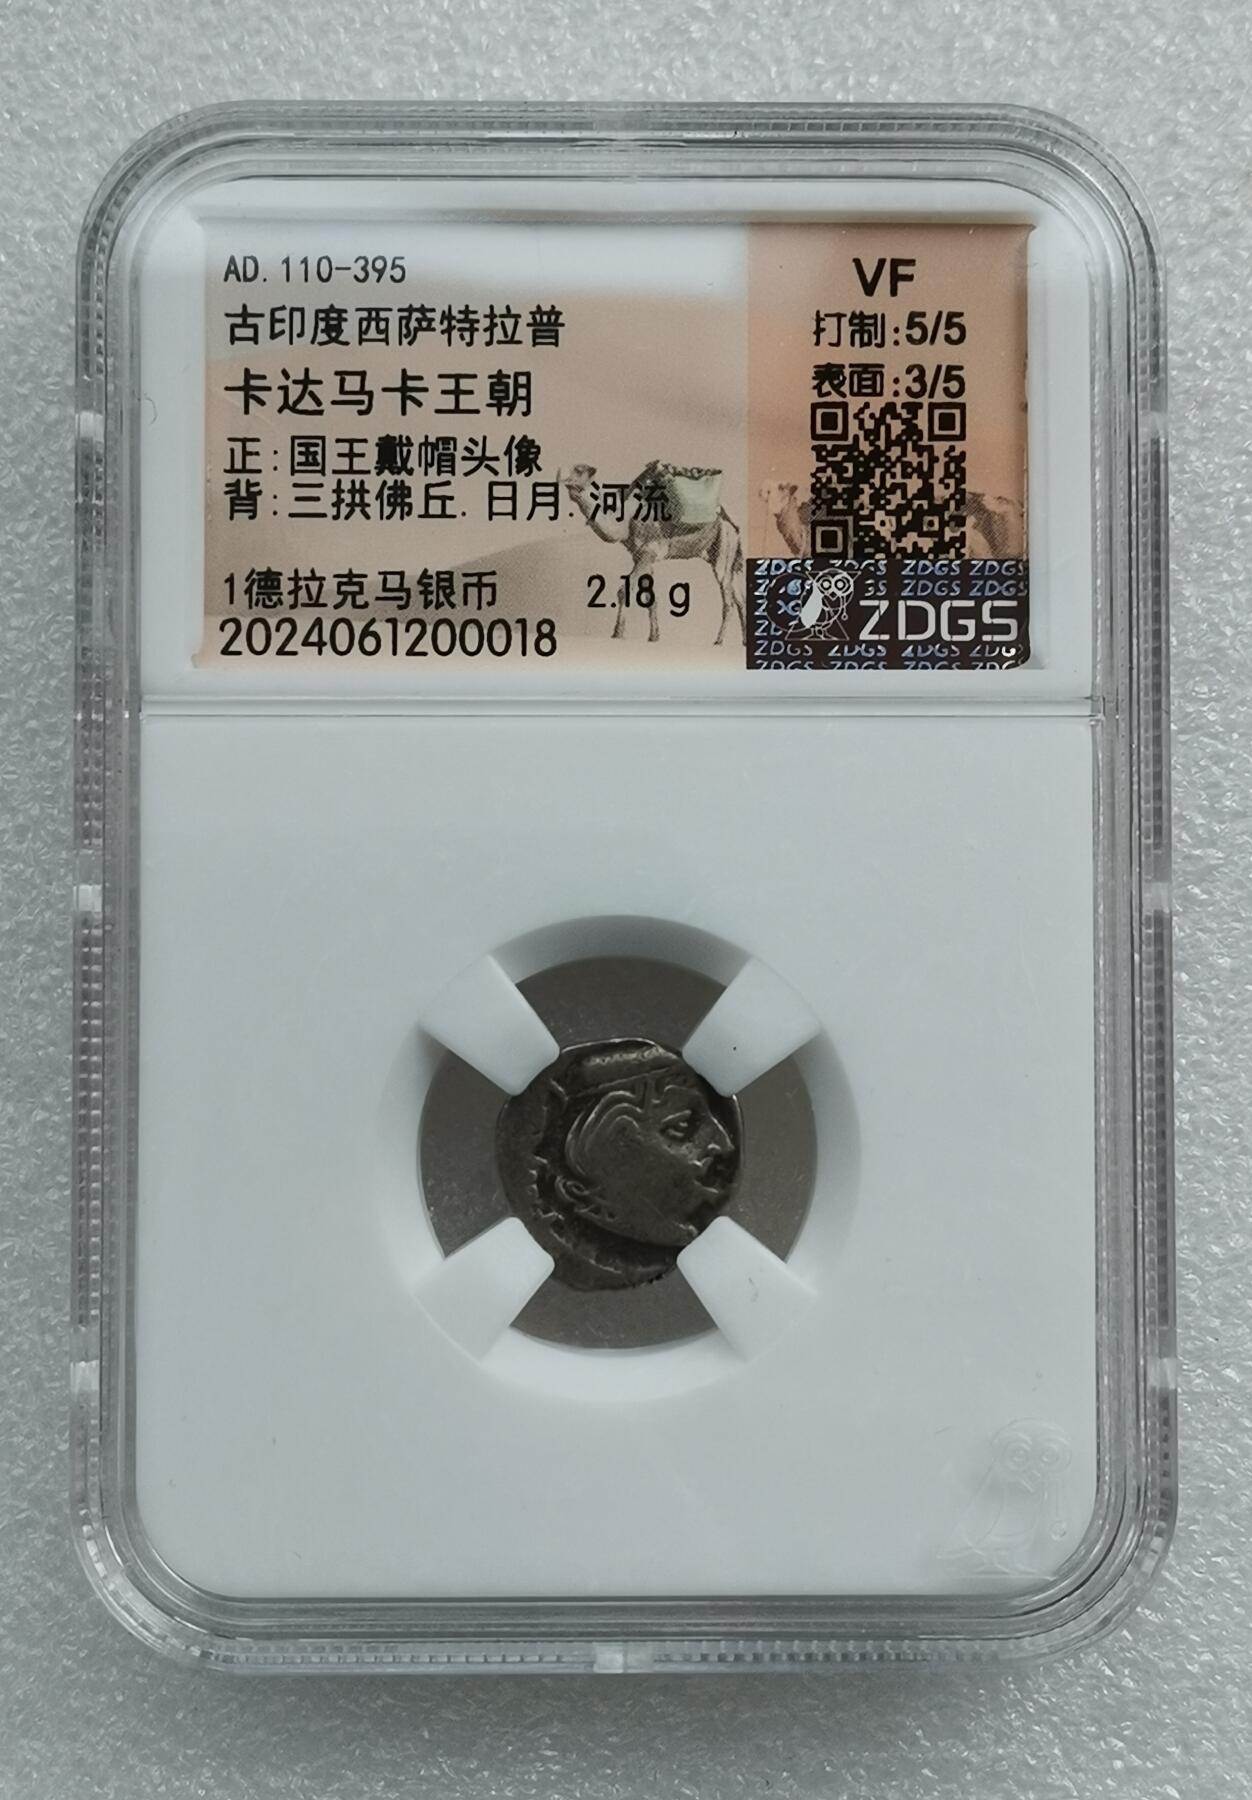 AD. 110-395
古印度西萨特拉普
卡达马卡王朝
正:国王戴帽头像
背:三拱佛丘.日月.河流
1德拉克马银币 2.18 g
2024061200018
VF
打制:5/5
表面:3/5
ZDGS